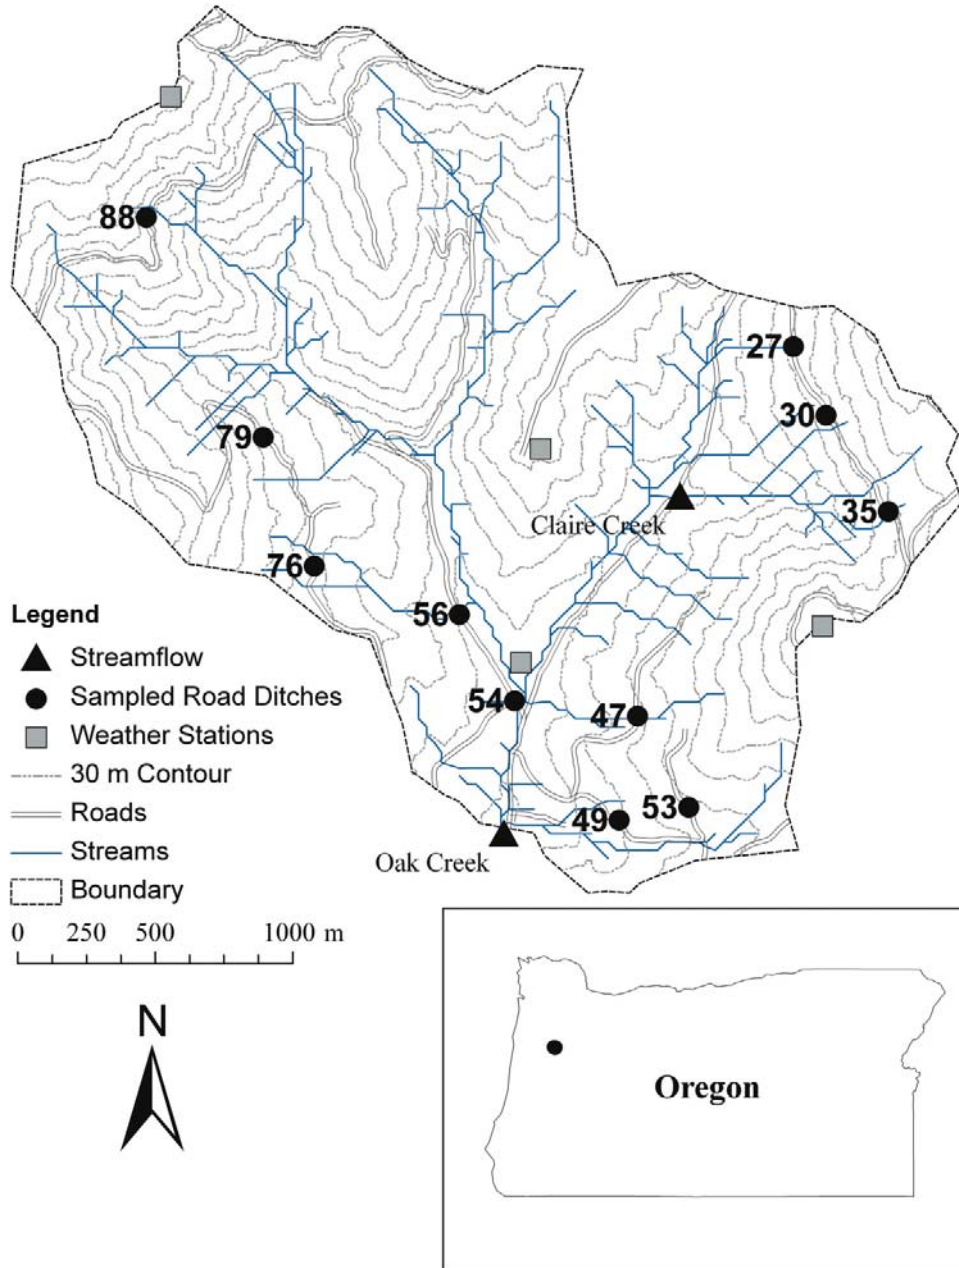 88
27
30
79
35
Claire Creek
76
56
54
47
53
49
Oak Creek
Legend
Streamflow
Sampled Road Ditches
Weather Stations
30 m Contour
Roads
Streams
Boundary
0 250 500 1000 m
N
Oregon